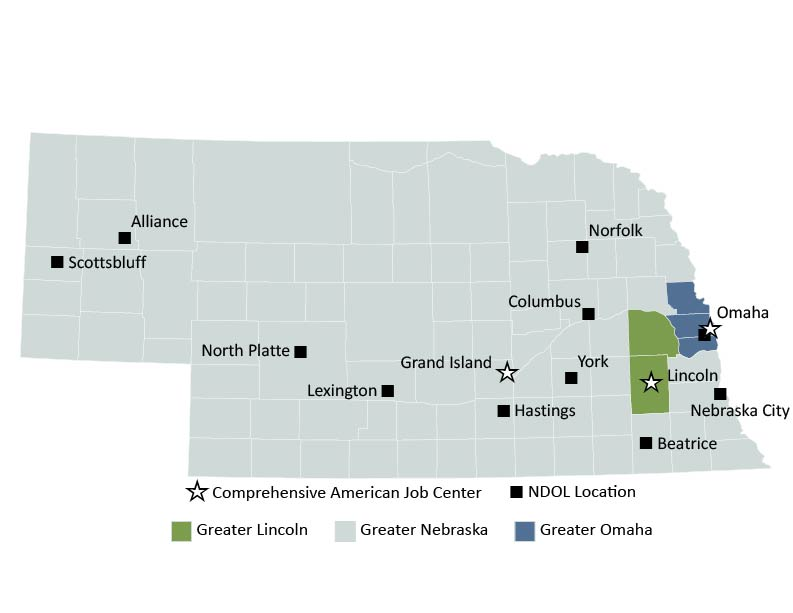 Alliance
Norfolk
Scottsbluff
Columbus
Omaha
North Platte
Grand Island
York
Lincoln
Lexington
Hastings
Nebraska City
Beatrice
Comprehensive American Job Center
NDOL Location
Greater Lincoln
Greater Nebraska
Greater Omaha